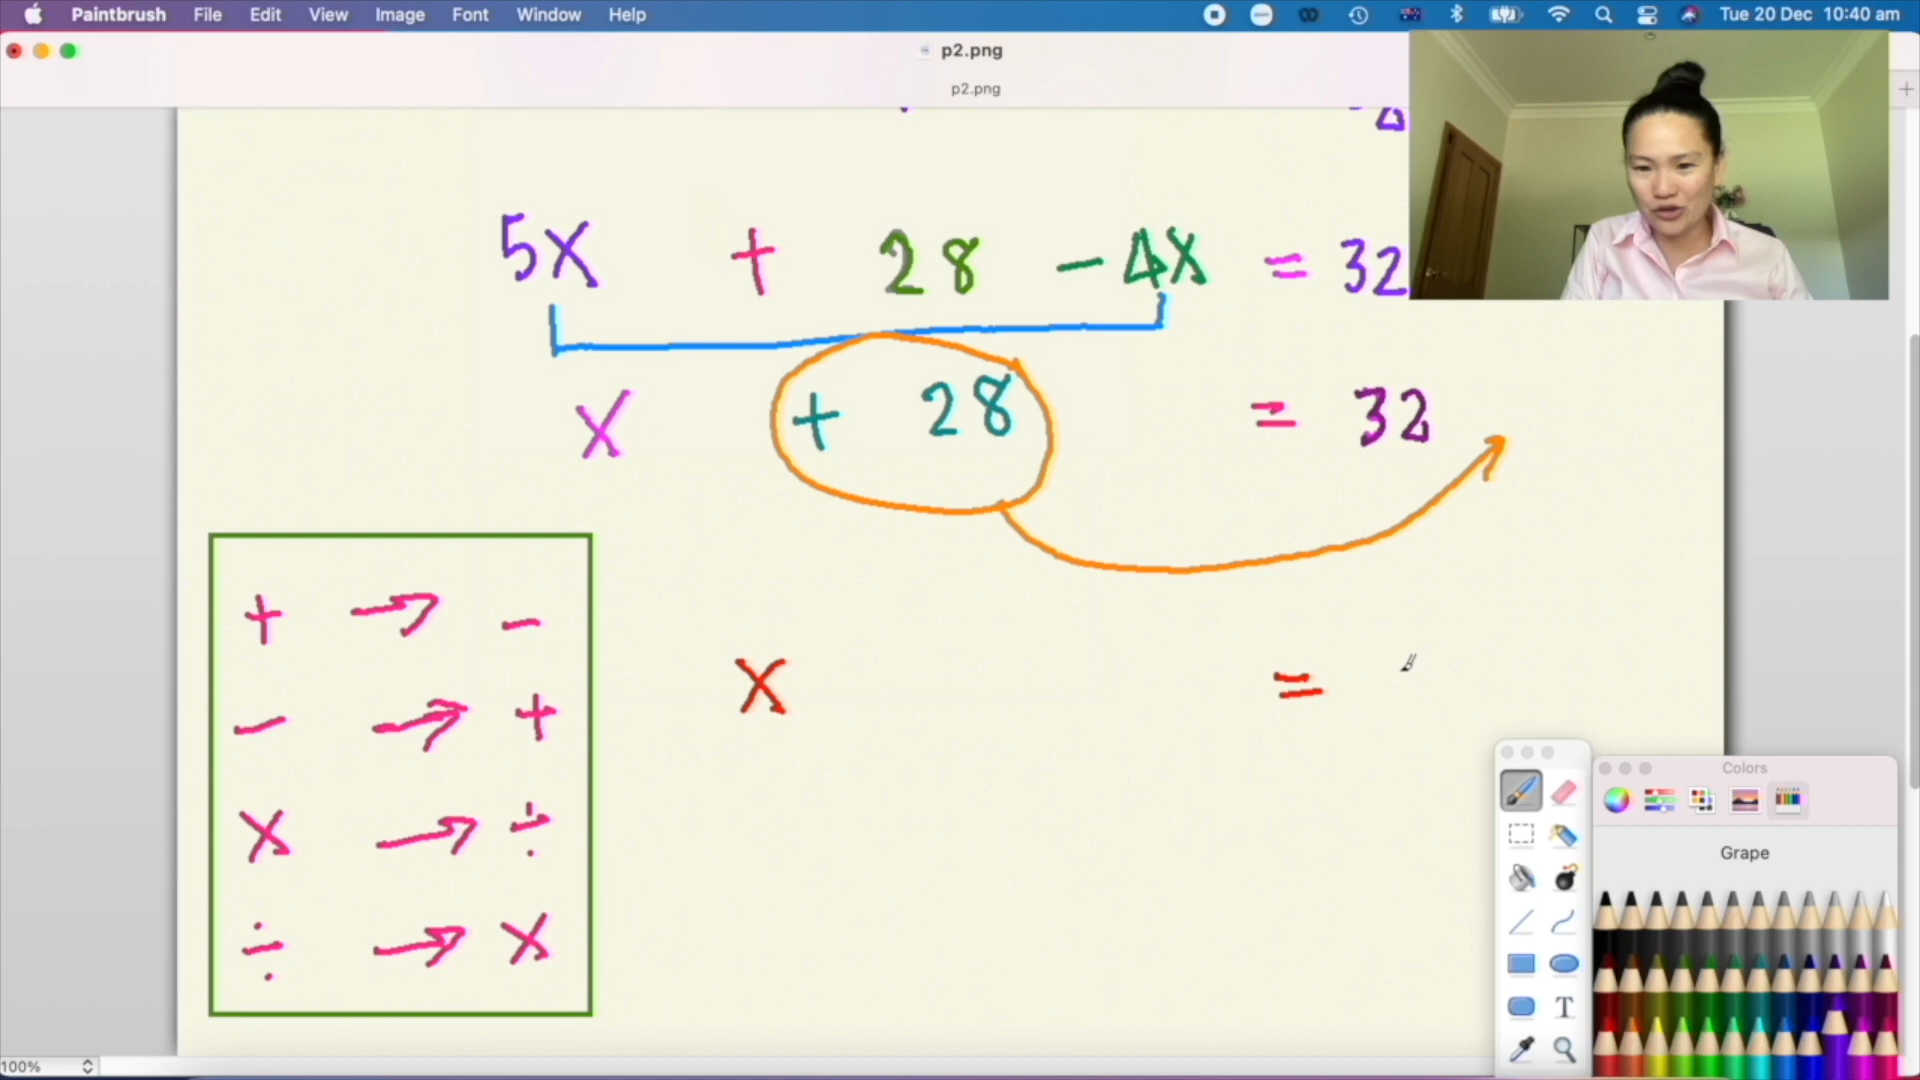 Paintbrush File Edit View Image Font Window Help Tue 20 Dec 10:40 am
p2.png
p2.png
5x + 28 - 4x = 32
x + 28 = 32
+ → -
- → +
x → ÷
÷ → x
x =
Colors
Grape
T
100%